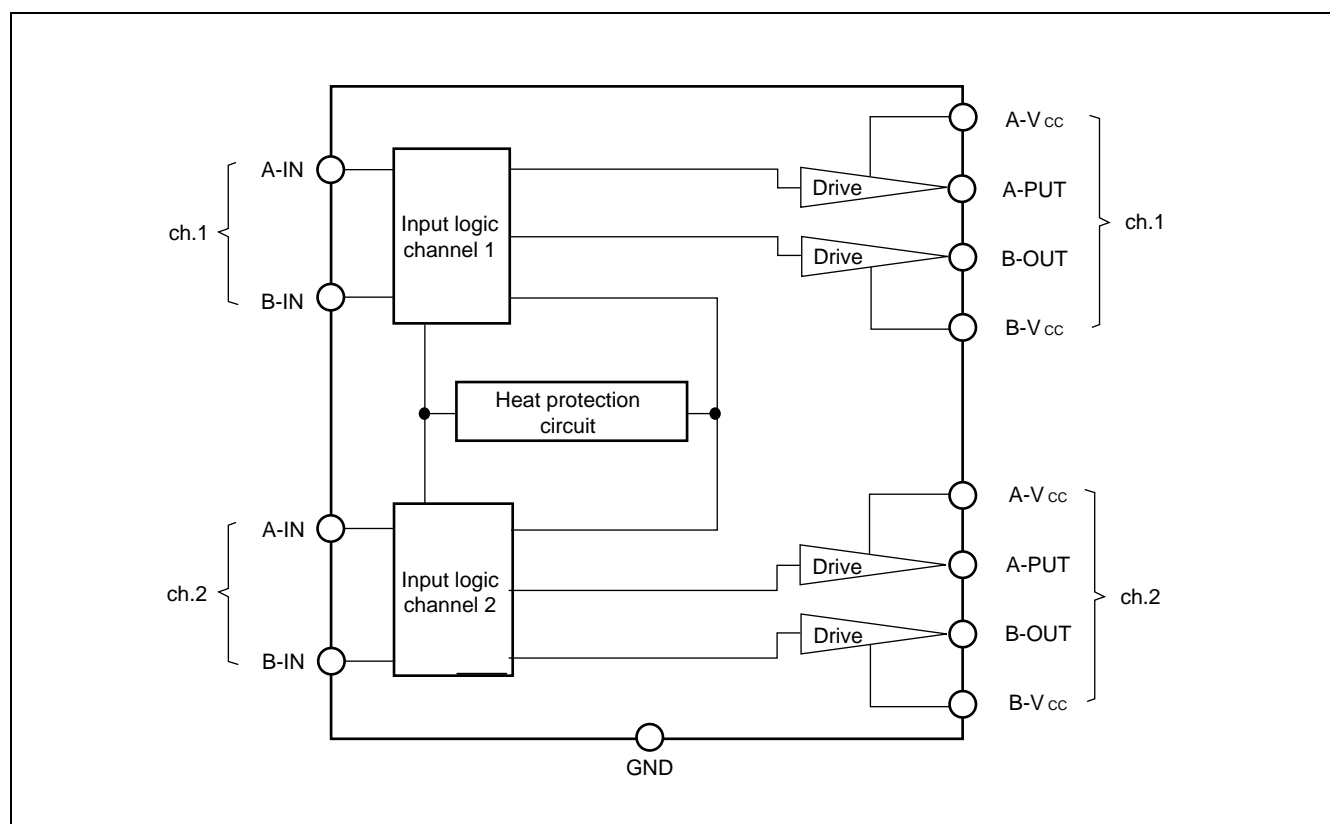 A-IN
B-IN
ch.1
Input logic
channel 1
Drive
Drive
A-VCC
A-PUT
B-OUT
B-VCC
ch.1
Heat protection
circuit
A-IN
B-IN
ch.2
Input logic
channel 2
Drive
Drive
A-VCC
A-PUT
B-OUT
B-VCC
ch.2
GND